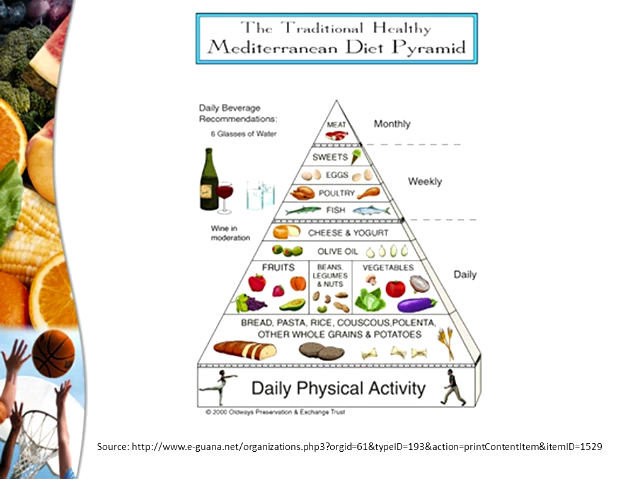 The Traditional Healthy
Mediterranean Diet Pyramid
Daily Beverage
Recommendations:
6 Glasses of Water
Wine in
moderation
MEAT
Monthly
SWEETS
EGGS
POULTRY
FISH
Weekly
CHEESE & YOGURT
OLIVE OIL
FRUITS
BEANS,
LEGUMES
& NUTS
VEGETABLES
Daily
BREAD, PASTA, RICE, COUSCOUS,POLENTA,
OTHER WHOLE GRAINS & POTATOES
Daily Physical Activity
© 2000 Oldways Preservation & Exchange Trust
Source: http://www.e-guana.net/organizations.php3?orgid=61&typeID=193&action=printContentItem&itemID=1529